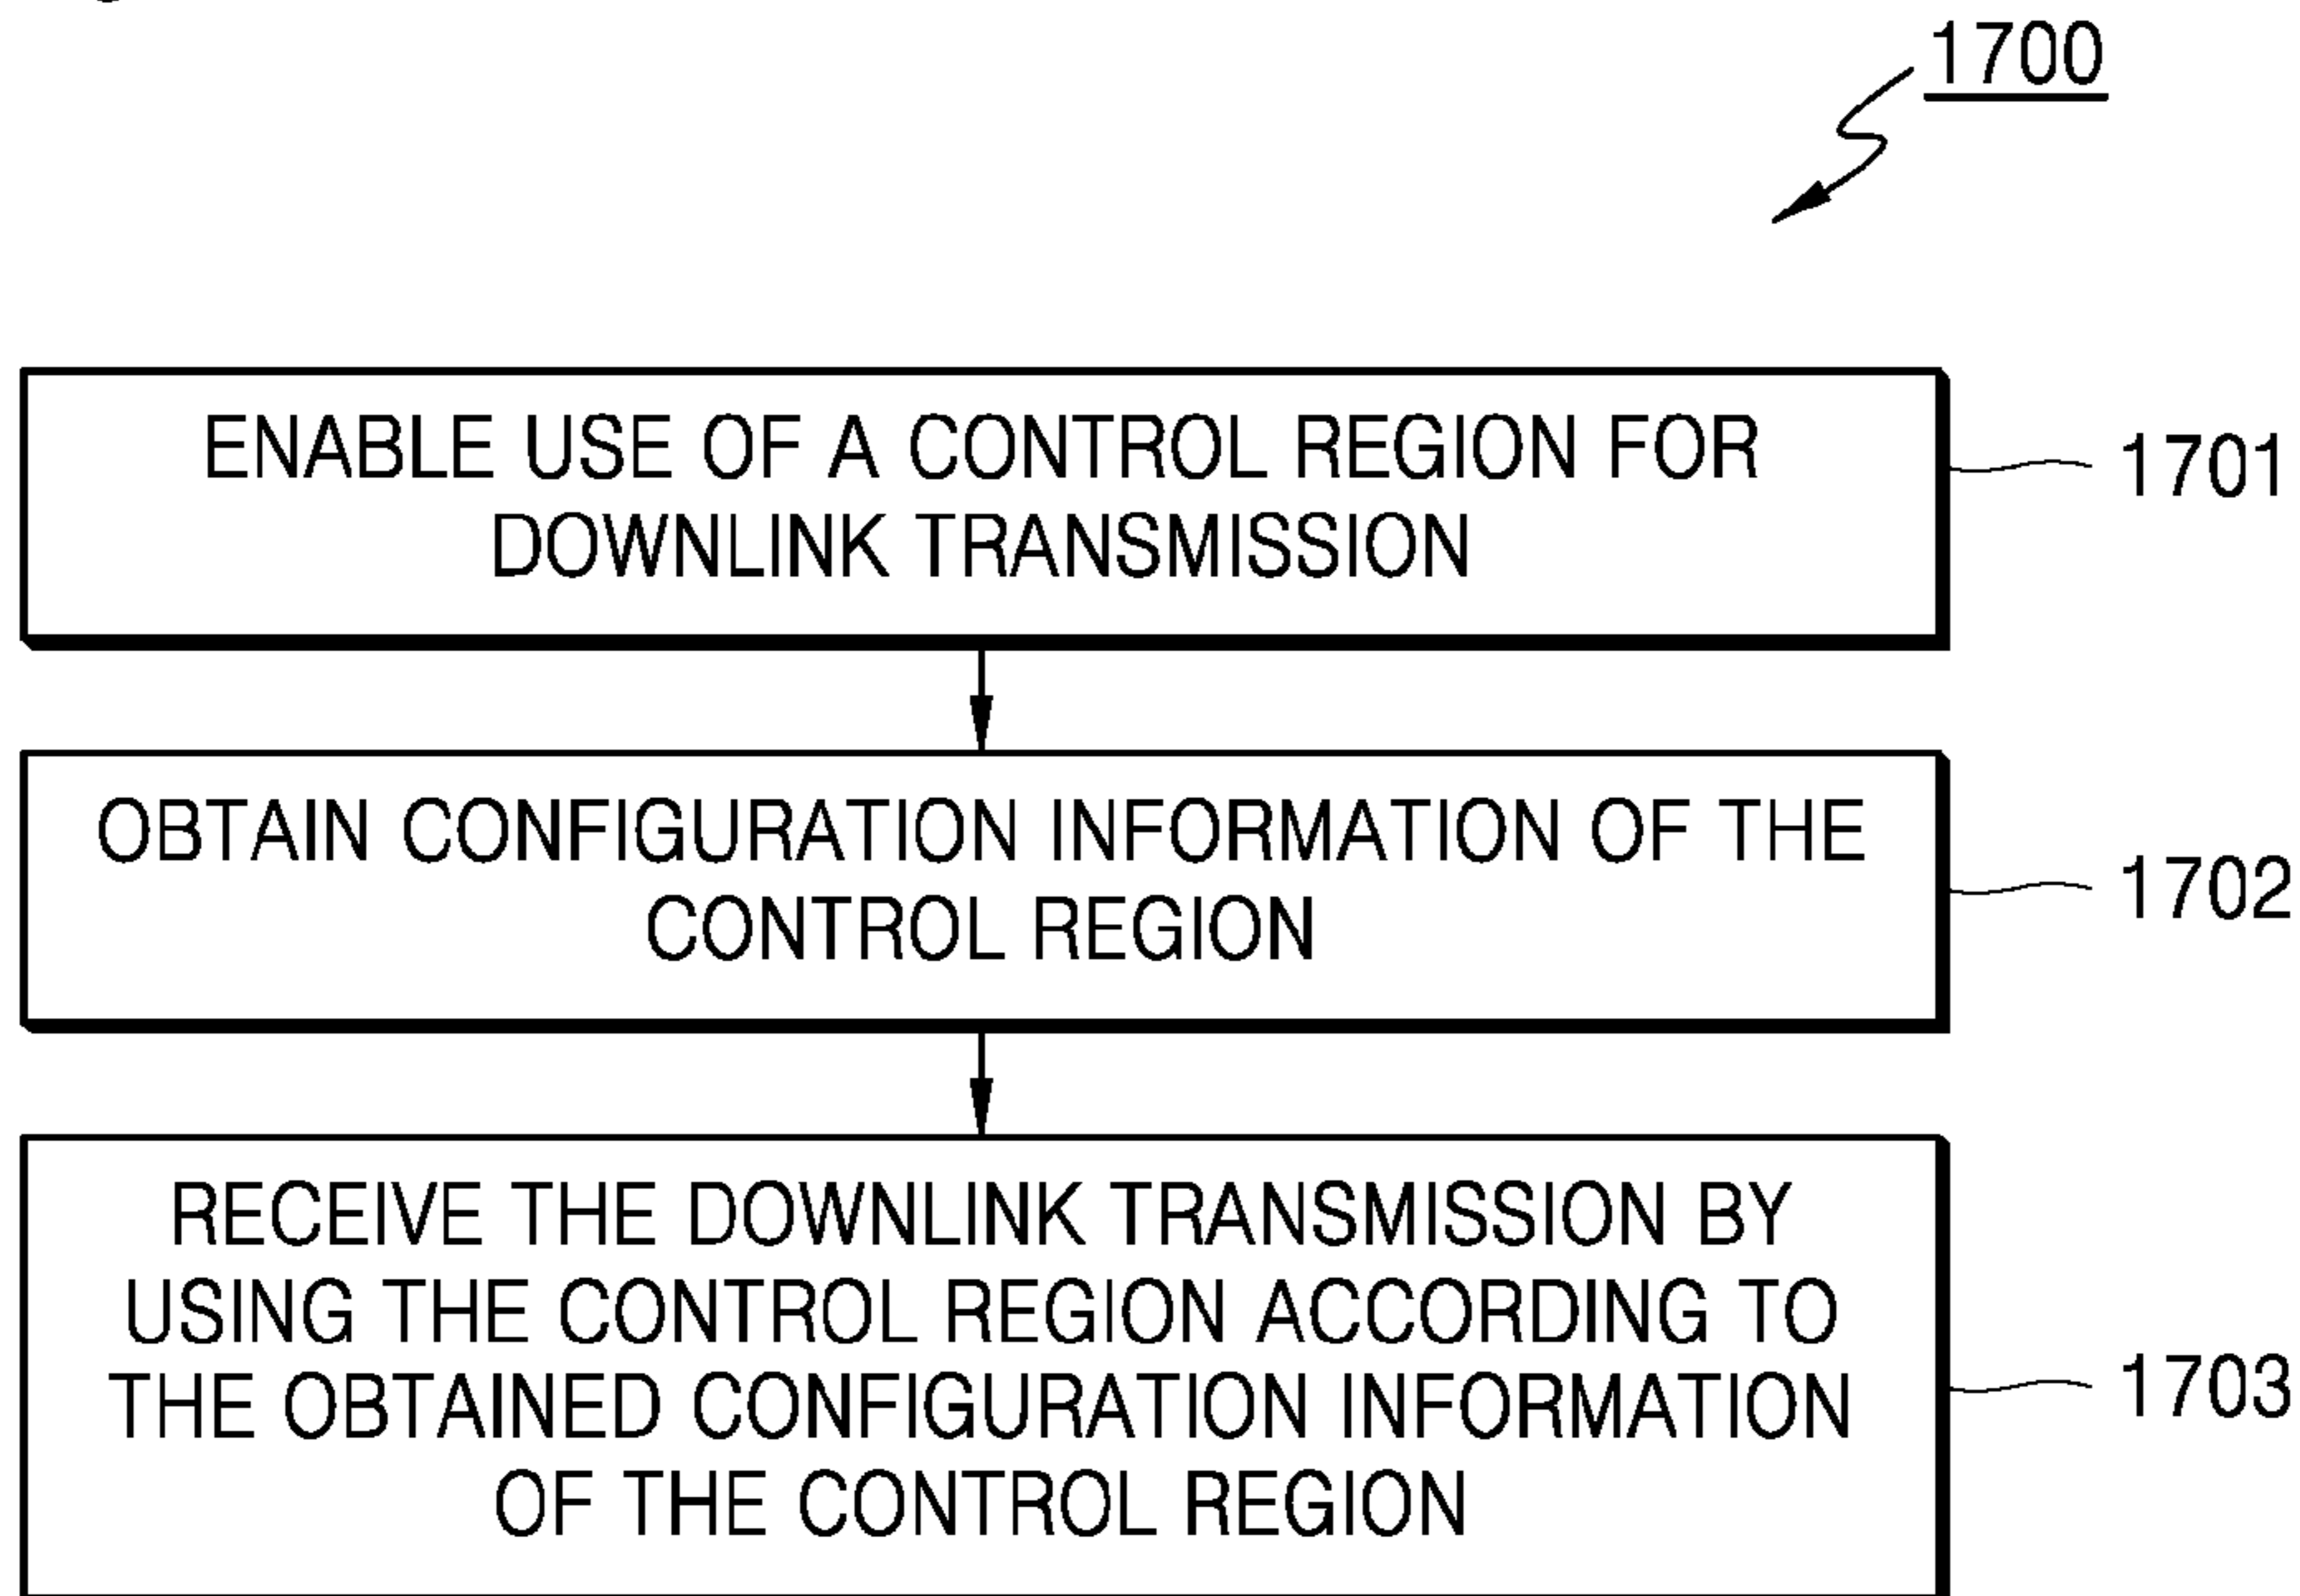 1700
ENABLE USE OF A CONTROL REGION FOR
DOWNLINK TRANSMISSION
1701
OBTAIN CONFIGURATION INFORMATION OF THE
CONTROL REGION
1702
RECEIVE THE DOWNLINK TRANSMISSION BY
USING THE CONTROL REGION ACCORDING TO
THE OBTAINED CONFIGURATION INFORMATION
OF THE CONTROL REGION
1703